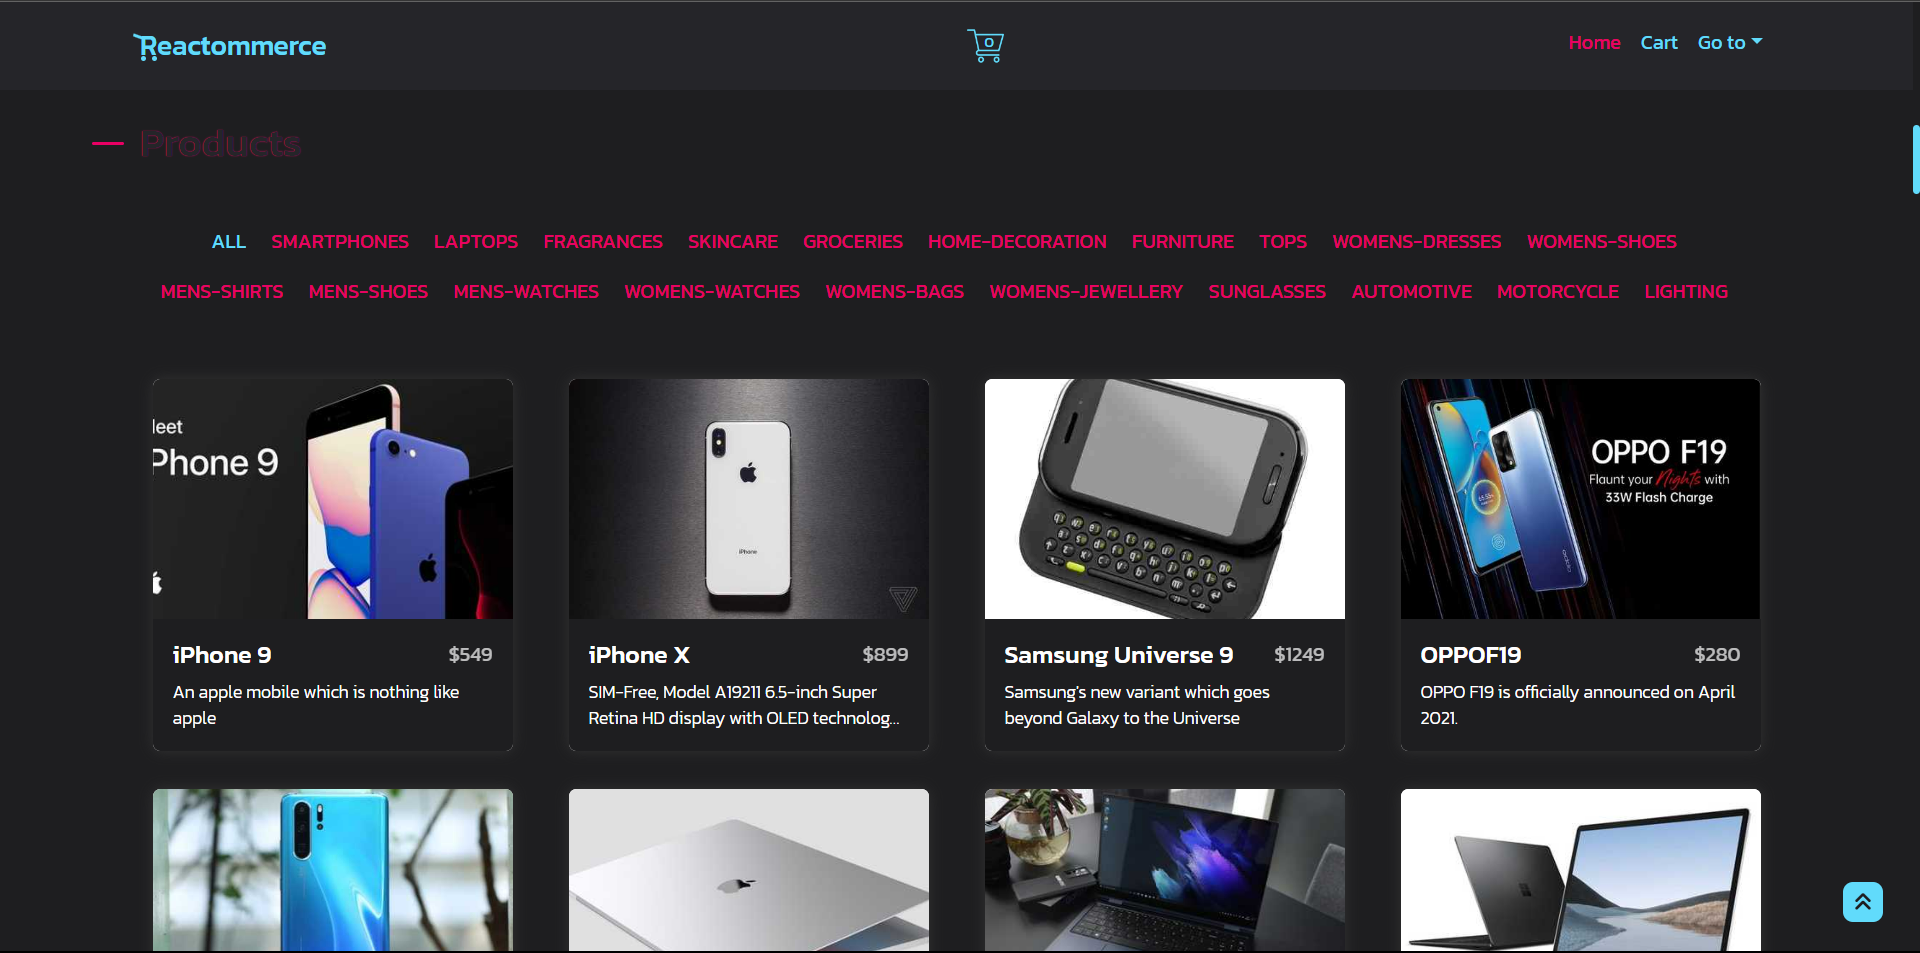 Reactommerce
0
Home Cart Go to
Products
ALL SMARTPHONES LAPTOPS FRAGRANCES SKINCARE GROCERIES HOME-DECORATION FURNITURE TOPS WOMENS-DRESSES WOMENS-SHOES
MENS-SHIRTS MENS-SHOES MENS-WATCHES WOMENS-WATCHES WOMENS-BAGS WOMENS-JEWELLERY SUNGLASSES AUTOMOTIVE MOTORCYCLE LIGHTING
leet
Phone 9
iPhone
OPPO F19
Flaunt your Nights with
33W Flash Charge
iPhone 9 $549
An apple mobile which is nothing like
apple
iPhone X $899
SIM-Free, Model A19211 6.5-inch Super
Retina HD display with OLED technolog...
Samsung Universe 9 $1249
Samsung's new variant which goes
beyond Galaxy to the Universe
OPPOF19 $280
OPPO F19 is officially announced on April
2021.